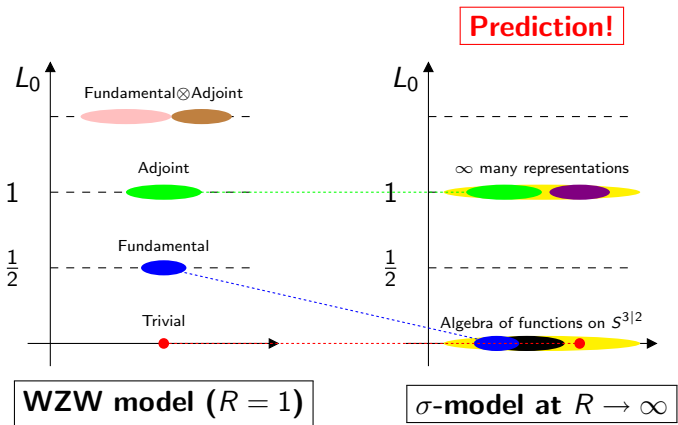 Prediction!
L₀
Fundamental⊗Adjoint
Adjoint
1
Fundamental
1/2
Trivial
WZW model (R = 1)
L₀
∞ many representations
1
1/2
Algebra of functions on S^{3|2}
σ-model at R → ∞